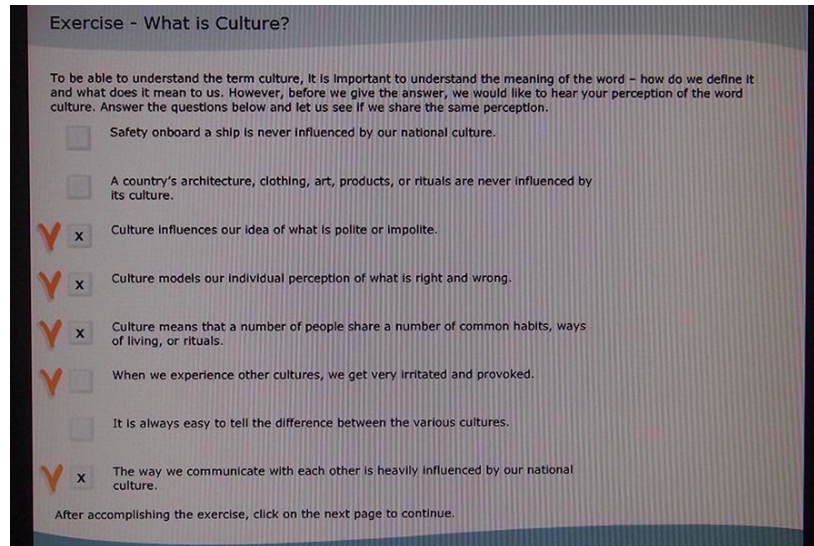 Exercise - What is Culture?
To be able to understand the term culture, it is important to understand the meaning of the word – how do we define it
and what does it mean to us. However, before we give the answer, we would like to hear your perception of the word
culture. Answer the questions below and let us see if we share the same perception.
Safety onboard a ship is never influenced by our national culture.
A country's architecture, clothing, art, products, or rituals are never influenced by
its culture.
x Culture influences our idea of what is polite or impolite.
x Culture models our individual perception of what is right and wrong.
x Culture means that a number of people share a number of common habits, ways
of living, or rituals.
When we experience other cultures, we get very irritated and provoked.
It is always easy to tell the difference between the various cultures.
x The way we communicate with each other is heavily influenced by our national
culture.
After accomplishing the exercise, click on the next page to continue.